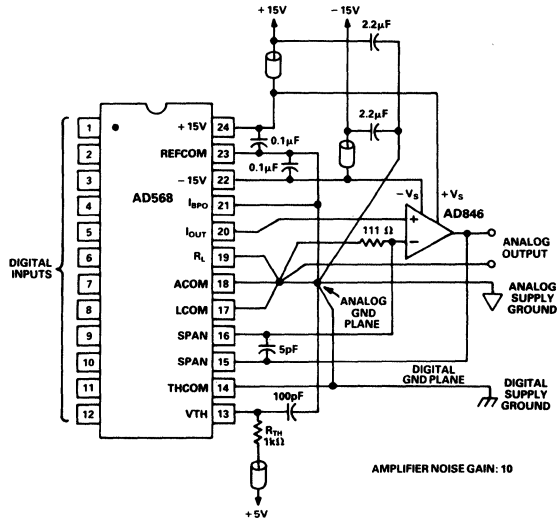 +15V
−15V
2.2μF
2.2μF
1
2
3
4
5
6
7
8
9
10
11
12
DIGITAL
INPUTS
AD568
+15V 24
REFCOM 23
−15V 22
IBPO 21
IOUT 20
RL 19
ACOM 18
LCOM 17
SPAN 16
SPAN 15
THCOM 14
VTH 13
0.1μF
0.1μF
−VS
+VS
AD846
+
−
111 Ω
ANALOG
OUTPUT
ANALOG
GND
PLANE
ANALOG
SUPPLY
GROUND
5pF
DIGITAL
GND PLANE
DIGITAL
SUPPLY
GROUND
100pF
RTH
1kΩ
+5V
AMPLIFIER NOISE GAIN: 10